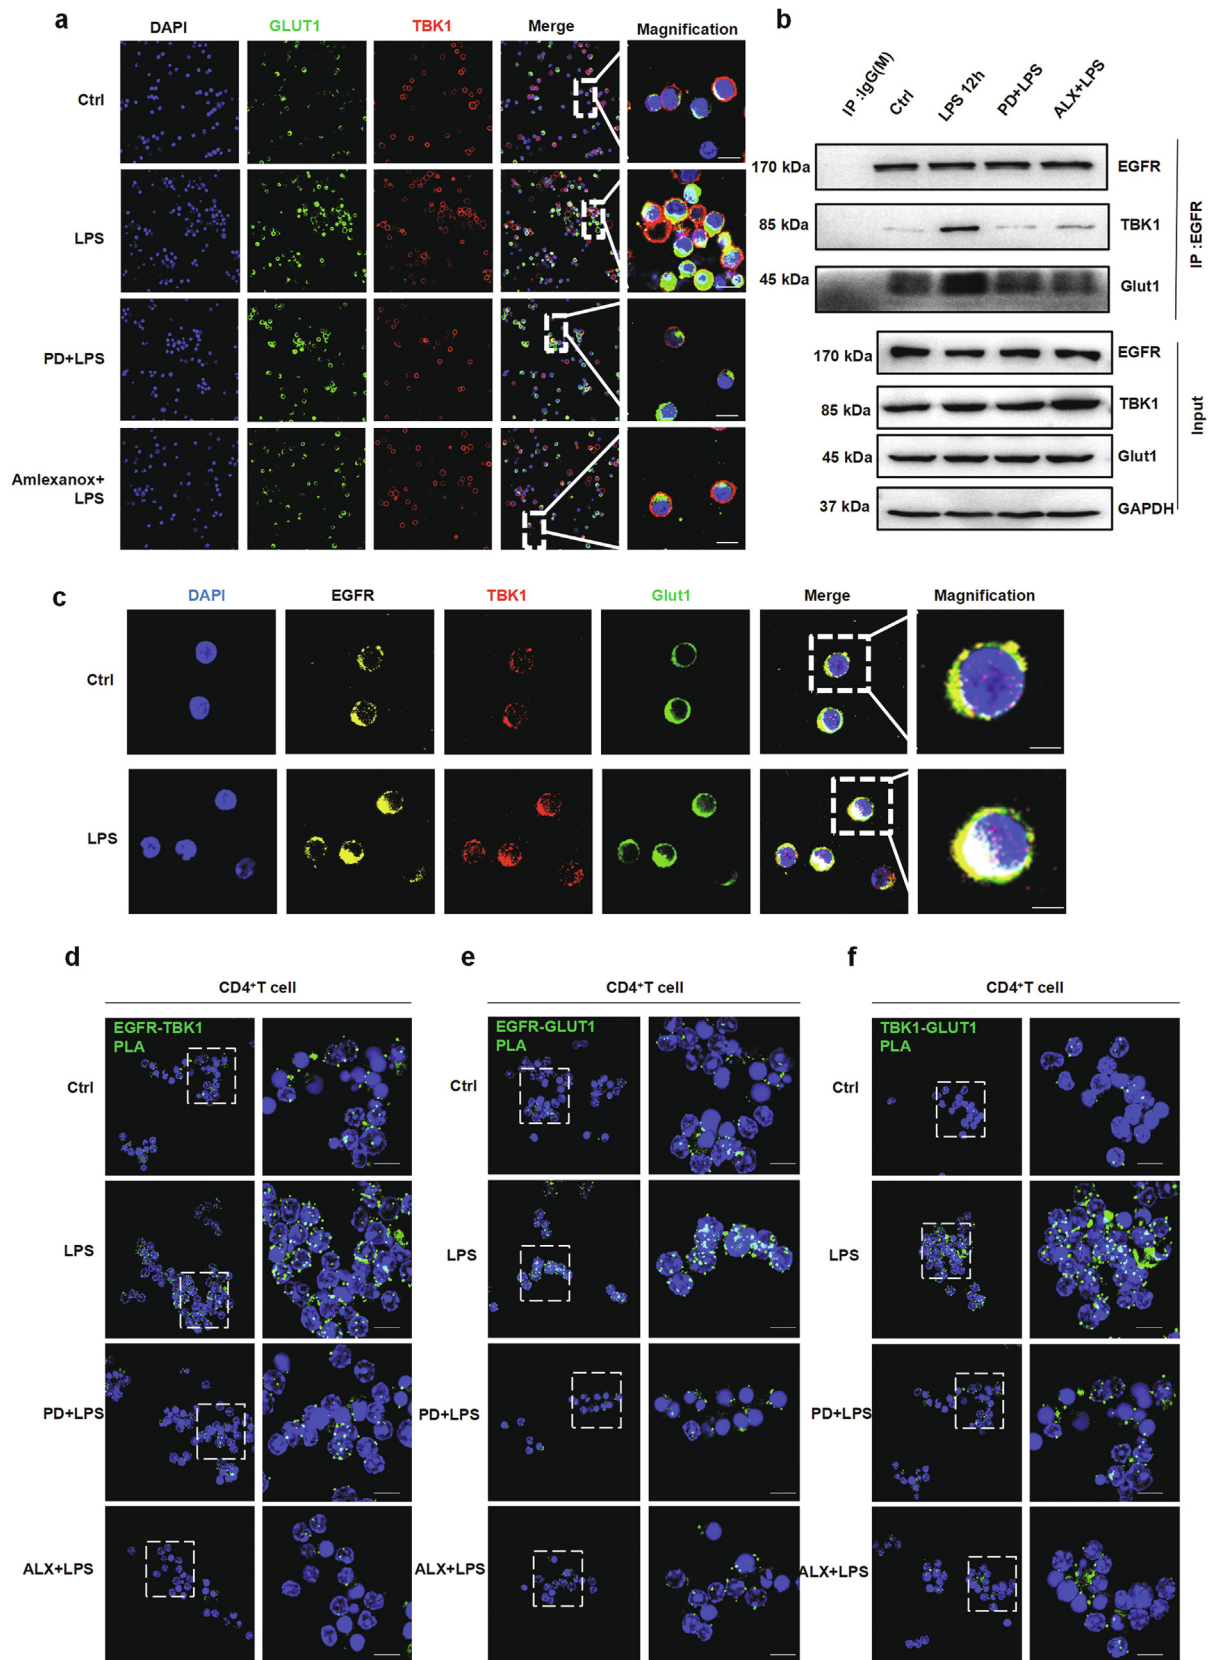 a
DAPI GLUT1 TBK1 Merge Magnification
Ctrl
LPS
PD+LPS
Amlexanox+
LPS
b
IP :IgG(M) Ctrl LPS 12h PD+LPS ALX+LPS
170 kDa EGFR
85 kDa TBK1
45 kDa Glut1
IP :EGFR
170 kDa EGFR
85 kDa TBK1
45 kDa Glut1
37 kDa GAPDH
Input
c
DAPI EGFR TBK1 Glut1 Merge Magnification
Ctrl
LPS
d
CD4+T cell
EGFR-TBK1
PLA
Ctrl
LPS
PD+LPS
ALX+LPS
e
CD4+T cell
EGFR-GLUT1
PLA
Ctrl
LPS
PD+LPS
ALX+LPS
f
CD4+T cell
TBK1-GLUT1
PLA
Ctrl
LPS
PD+LPS
ALX+LPS